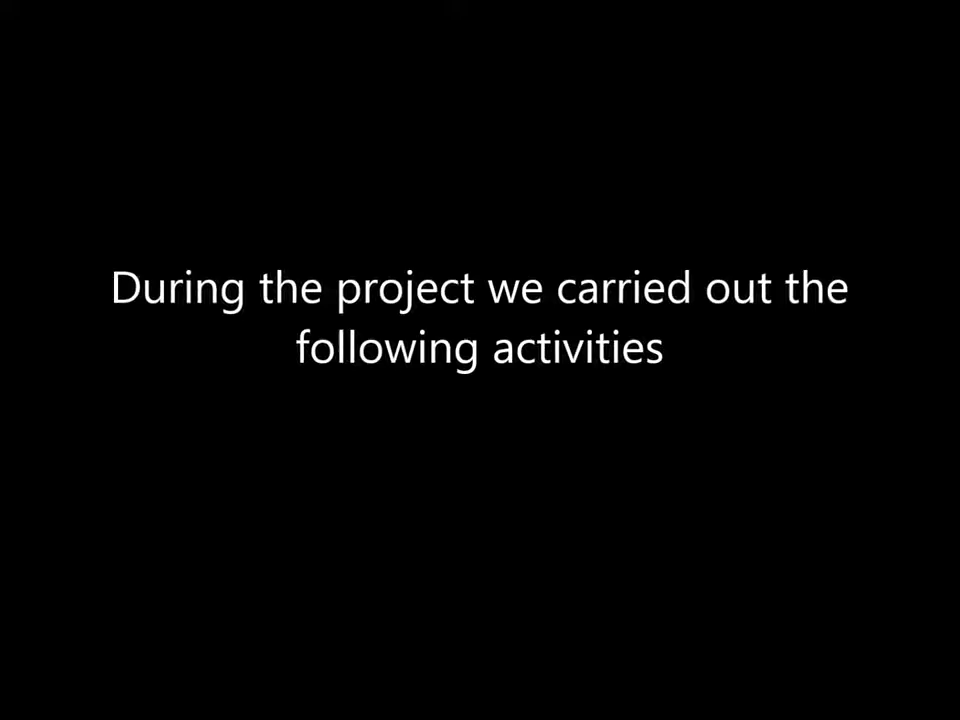 During the project we carried out the
following activities